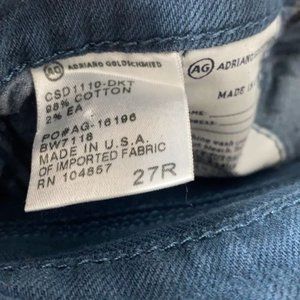 AG ADRIANO GOLDSCHMIED
CSD1110-DKT
98% COTTON
2% EA
PO#AG-16196
BW7118
MADE IN U.S.A.
OF IMPORTED FABRIC
RN 104857
27R
AG ADRIANO
MADE IN